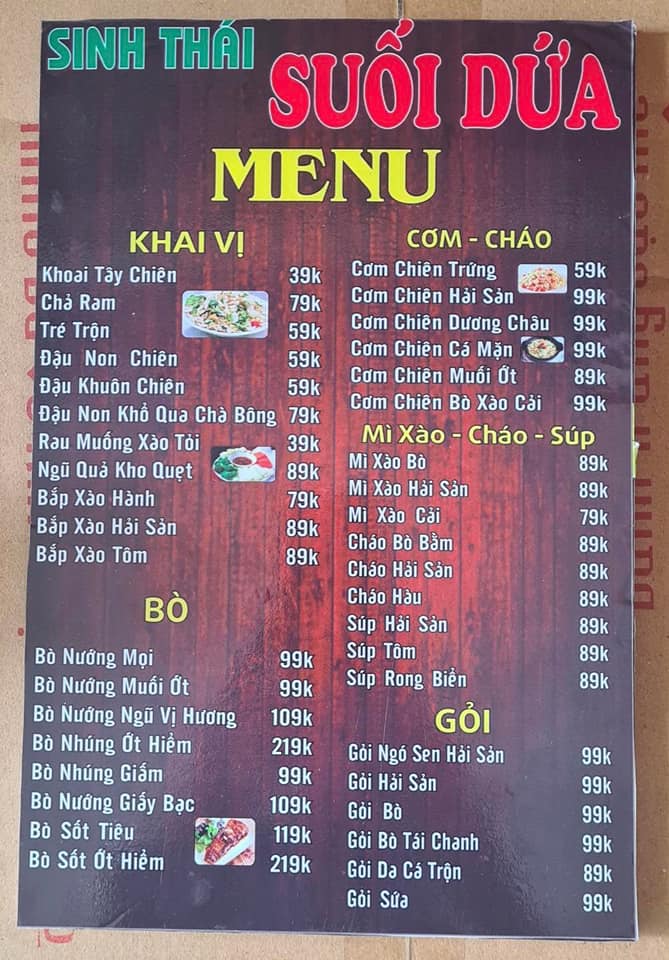 SINH THÁI
SUỐI DỨA
MENU
KHAI VỊ
Khoai Tây Chiên 39k
Chả Ram 79k
Tré Trộn 59k
Đậu Non Chiên 59k
Đậu Khuôn Chiên 59k
Đậu Non Khổ Qua Chà Bông 79k
Rau Muống Xào Tỏi 39k
Ngũ Quả Kho Quẹt 89k
Bắp Xào Hành 79k
Bắp Xào Hải Sản 89k
Bắp Xào Tôm 89k
BÒ
Bò Nướng Mọi 99k
Bò Nướng Muối Ớt 99k
Bò Nướng Ngũ Vị Hương 109k
Bò Nhúng Ớt Hiểm 219k
Bò Nhúng Giấm 99k
Bò Nướng Giấy Bạc 109k
Bò Sốt Tiêu 119k
Bò Sốt Ớt Hiểm 219k
CƠM - CHÁO
Cơm Chiên Trứng 59k
Cơm Chiên Hải Sản 99k
Cơm Chiên Dương Châu 99k
Cơm Chiên Cá Mặn 99k
Cơm Chiên Muối Ớt 89k
Cơm Chiên Bò Xào Cải 99k
Mì Xào - Cháo - Súp
Mì Xào Bò 89k
Mì Xào Hải Sản 89k
Mì Xào Cải 79k
Cháo Bò Bằm 89k
Cháo Hải Sản 89k
Cháo Hàu 89k
Súp Hải Sản 89k
Súp Tôm 89k
Súp Rong Biển 89k
GỎI
Gỏi Ngó Sen Hải Sản 99k
Gỏi Hải Sản 99k
Gỏi Bò 99k
Gỏi Bò Tái Chanh 99k
Gỏi Da Cá Trộn 89k
Gỏi Sứa 99k